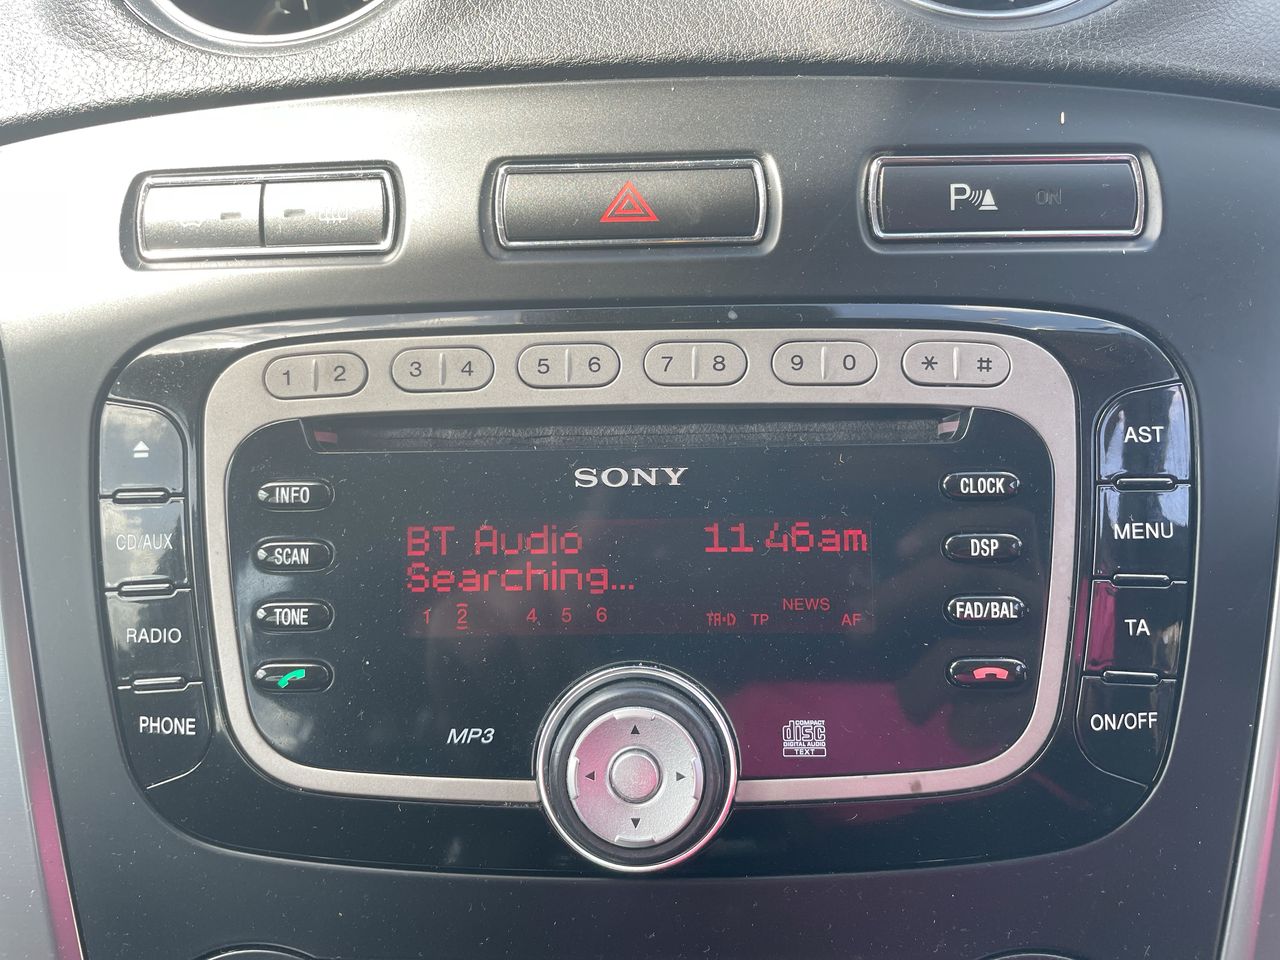 P ON
1 2 3 4 5 6 7 8 9 0 * #
SONY
INFO
SCAN
TONE
CD/AUX
RADIO
PHONE
BT Audio 11:46am
Searching...
1 2 4 5 6
TA-D TP NEWS AF
CLOCK
DSP
FAD/BAL
AST
MENU
TA
ON/OFF
MP3
COMPACT
disc
DIGITAL AUDIO
TEXT